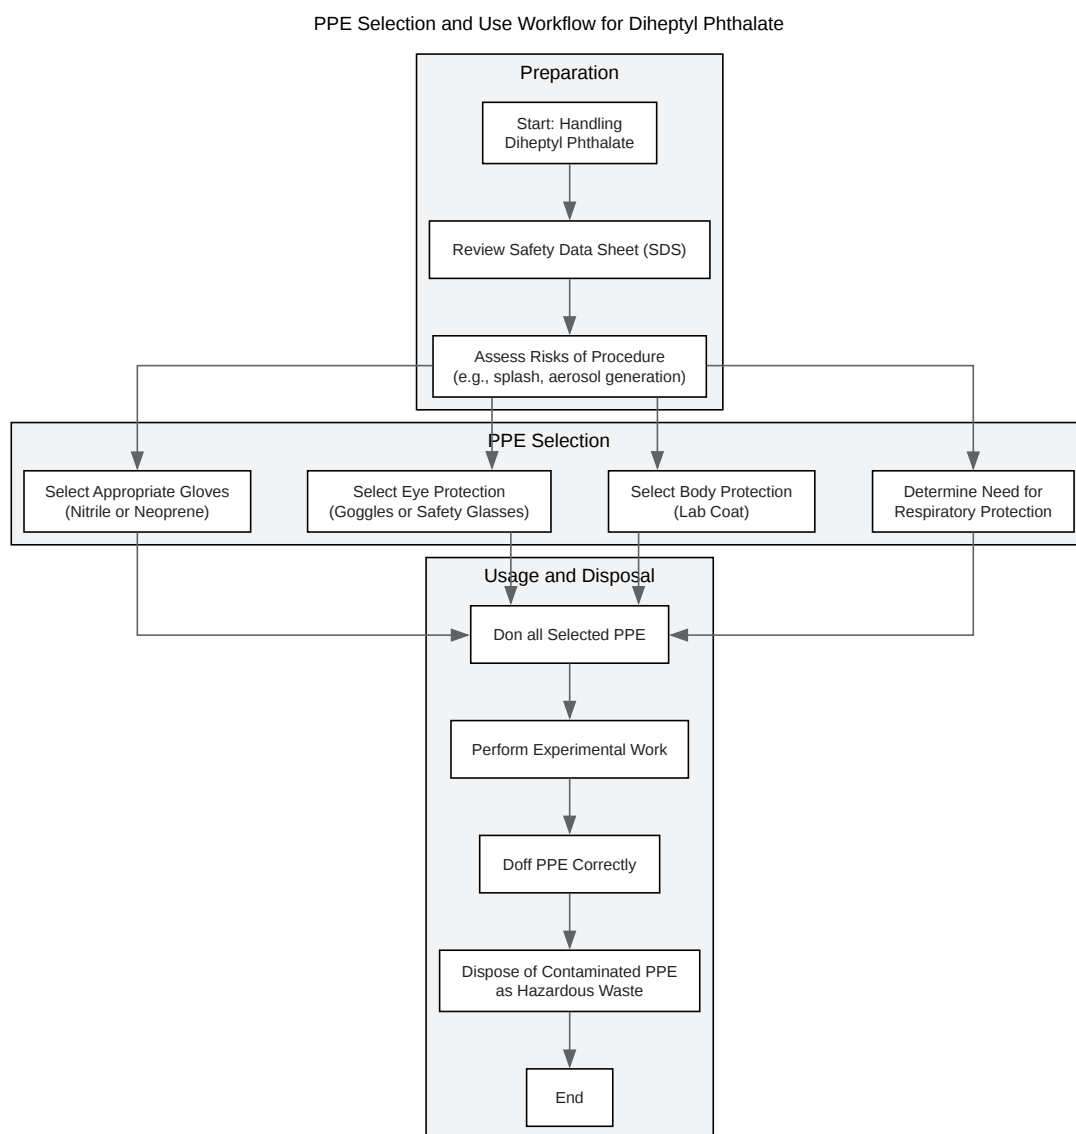 PPE Selection and Use Workflow for Diheptyl Phthalate
Preparation
Start: Handling
Diheptyl Phthalate
Review Safety Data Sheet (SDS)
Assess Risks of Procedure
(e.g., splash, aerosol generation)
PPE Selection
Select Appropriate Gloves
(Nitrile or Neoprene)
Select Eye Protection
(Goggles or Safety Glasses)
Select Body Protection
(Lab Coat)
Determine Need for
Respiratory Protection
Usage and Disposal
Don all Selected PPE
Perform Experimental Work
Doff PPE Correctly
Dispose of Contaminated PPE
as Hazardous Waste
End